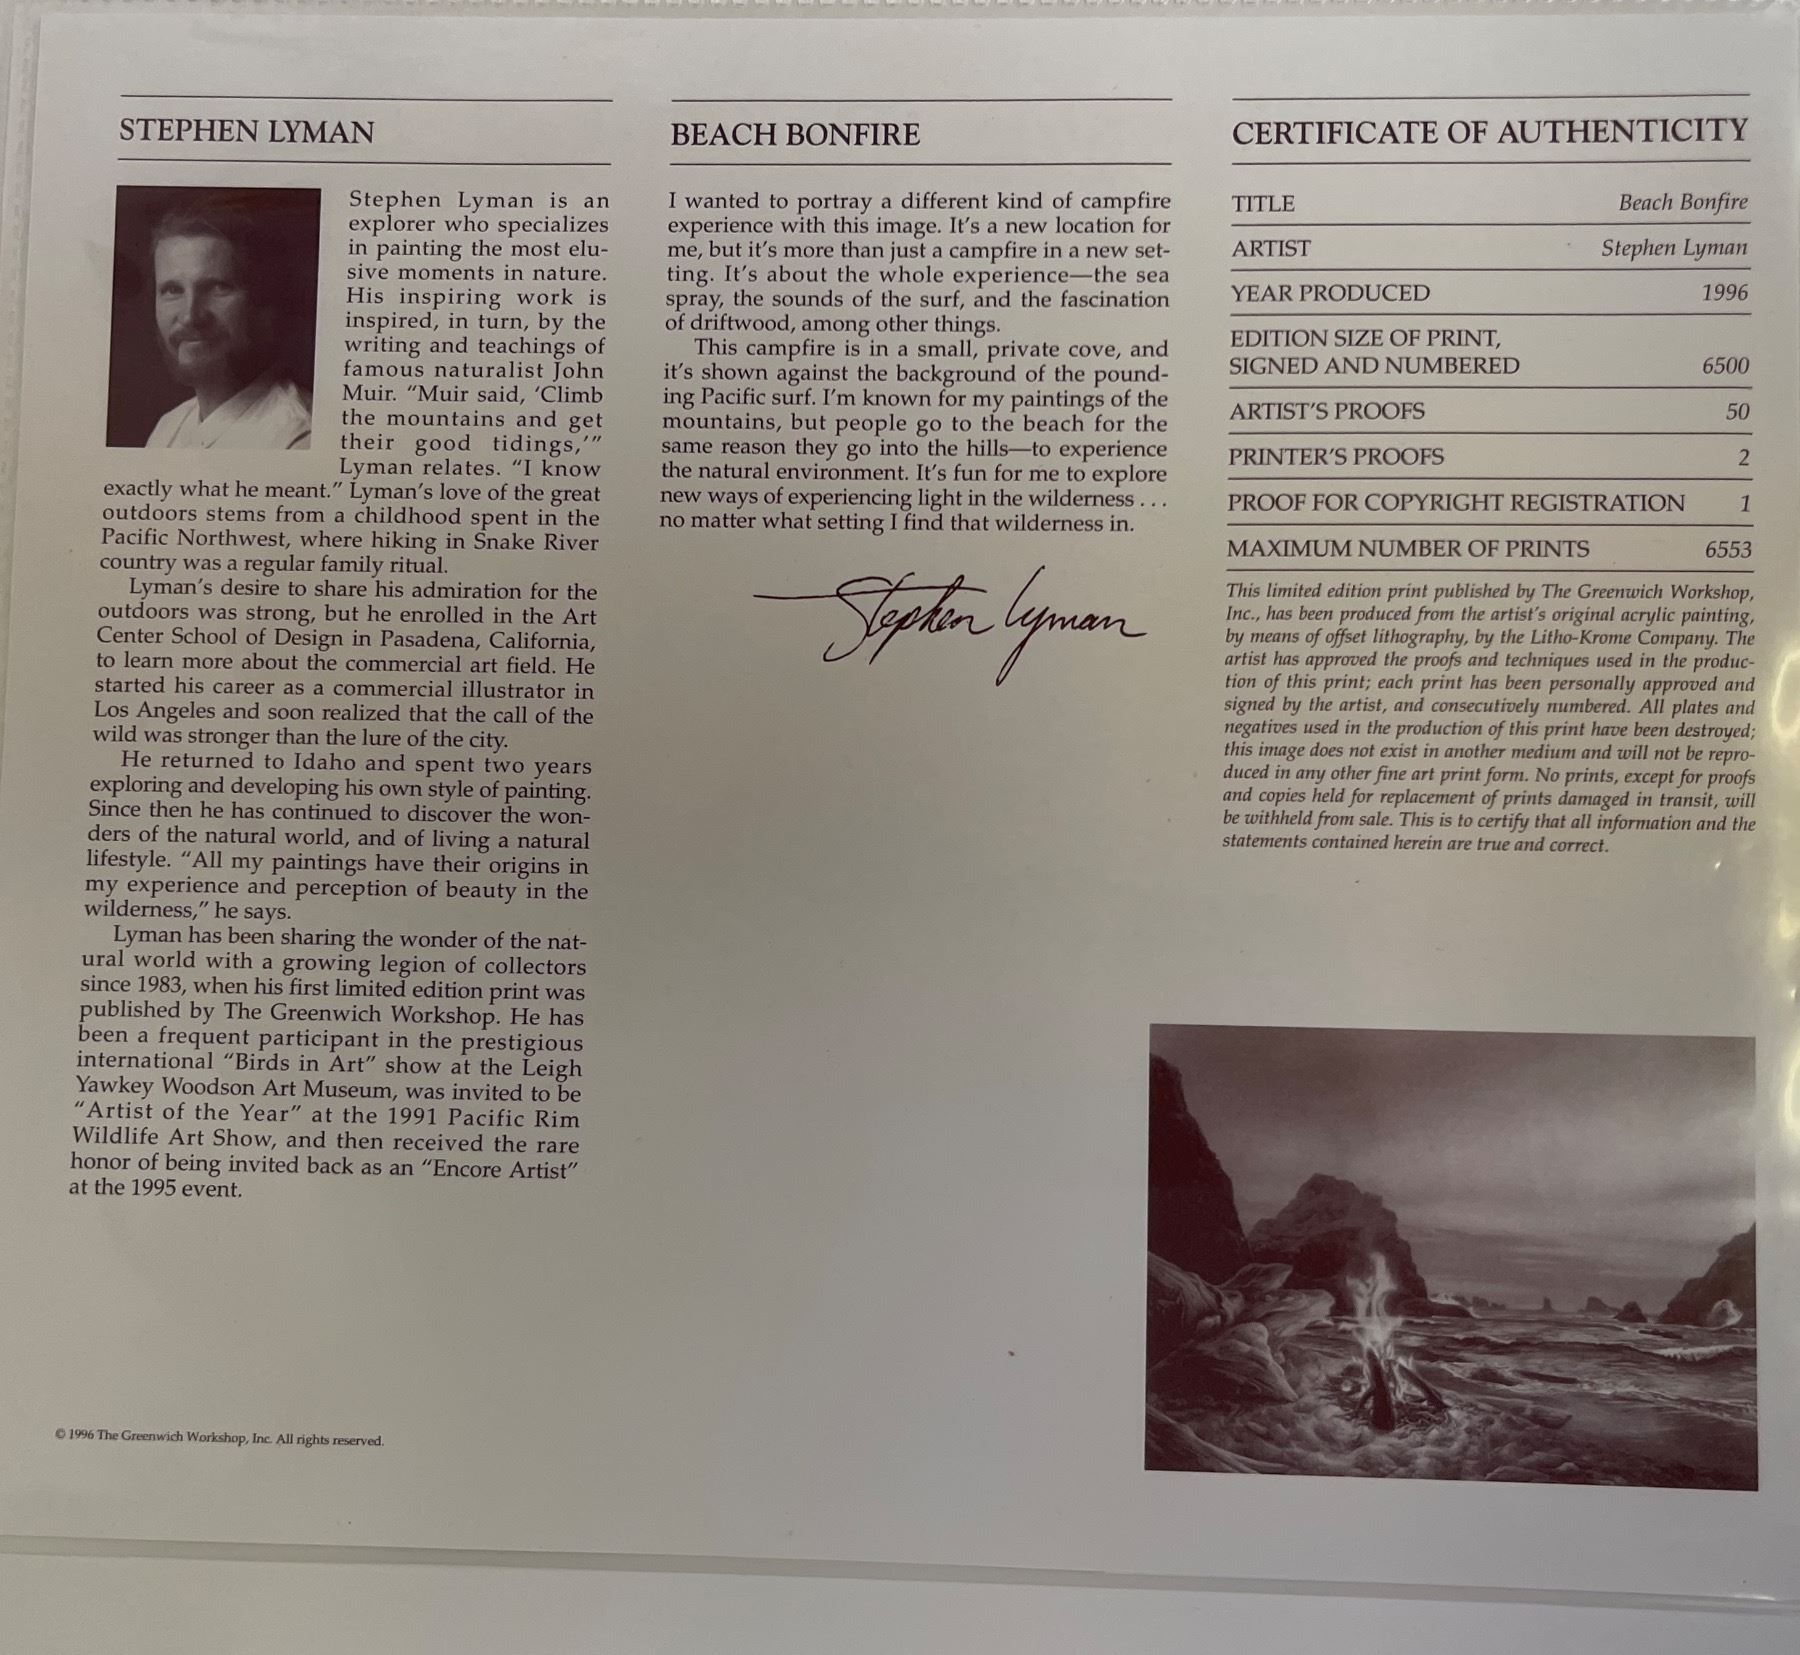 STEPHEN LYMAN
Stephen Lyman is an
explorer who specializes
in painting the most elu-
sive moments in nature.
His inspiring work is
inspired, in turn, by the
writing and teachings of
famous naturalist John
Muir. “Muir said, ‘Climb
the mountains and get
their good tidings,’”
Lyman relates. “I know
exactly what he meant.” Lyman’s love of the great
outdoors stems from a childhood spent in the
Pacific Northwest, where hiking in Snake River
country was a regular family ritual.
Lyman’s desire to share his admiration for the
outdoors was strong, but he enrolled in the Art
Center School of Design in Pasadena, California,
to learn more about the commercial art field. He
started his career as a commercial illustrator in
Los Angeles and soon realized that the call of the
wild was stronger than the lure of the city.
He returned to Idaho and spent two years
exploring and developing his own style of painting.
Since then he has continued to discover the won-
ders of the natural world, and of living a natural
lifestyle. “All my paintings have their origins in
my experience and perception of beauty in the
wilderness,” he says.
Lyman has been sharing the wonder of the nat-
ural world with a growing legion of collectors
since 1983, when his first limited edition print was
published by The Greenwich Workshop. He has
been a frequent participant in the prestigious
international “Birds in Art” show at the Leigh
Yawkey Woodson Art Museum, was invited to be
“Artist of the Year” at the 1991 Pacific Rim
Wildlife Art Show, and then received the rare
honor of being invited back as an “Encore Artist”
at the 1995 event.
© 1996 The Greenwich Workshop, Inc. All rights reserved.
BEACH BONFIRE
I wanted to portray a different kind of campfire
experience with this image. It’s a new location for
me, but it’s more than just a campfire in a new set-
ting. It’s about the whole experience—the sea
spray, the sounds of the surf, and the fascination
of driftwood, among other things.
This campfire is in a small, private cove, and
it’s shown against the background of the pound-
ing Pacific surf. I’m known for my paintings of the
mountains, but people go to the beach for the
same reason they go into the hills—to experience
the natural environment. It’s fun for me to explore
new ways of experiencing light in the wilderness . . .
no matter what setting I find that wilderness in.
Stephen Lyman
CERTIFICATE OF AUTHENTICITY
TITLE Beach Bonfire
ARTIST Stephen Lyman
YEAR PRODUCED 1996
EDITION SIZE OF PRINT,
SIGNED AND NUMBERED 6500
ARTIST’S PROOFS 50
PRINTER’S PROOFS 2
PROOF FOR COPYRIGHT REGISTRATION 1
MAXIMUM NUMBER OF PRINTS 6553
This limited edition print published by The Greenwich Workshop,
Inc., has been produced from the artist’s original acrylic painting,
by means of offset lithography, by the Litho-Krome Company. The
artist has approved the proofs and techniques used in the produc-
tion of this print; each print has been personally approved and
signed by the artist, and consecutively numbered. All plates and
negatives used in the production of this print have been destroyed;
this image does not exist in another medium and will not be repro-
duced in any other fine art print form. No prints, except for proofs
and copies held for replacement of prints damaged in transit, will
be withheld from sale. This is to certify that all information and the
statements contained herein are true and correct.